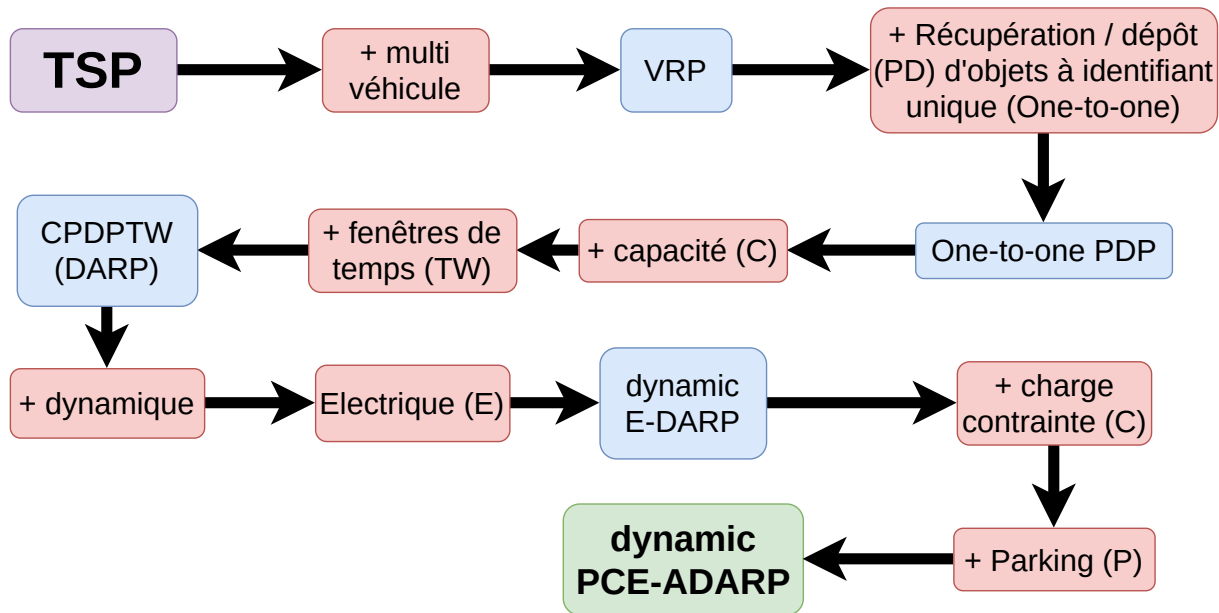 TSP
+ multi
véhicule
VRP
+ Récupération / dépôt
(PD) d'objets à identifiant
unique (One-to-one)
One-to-one PDP
+ capacité (C)
+ fenêtres de
temps (TW)
CPDPTW
(DARP)
+ dynamique
Electrique (E)
dynamic
E-DARP
+ charge
contrainte (C)
+ Parking (P)
dynamic
PCE-ADARP